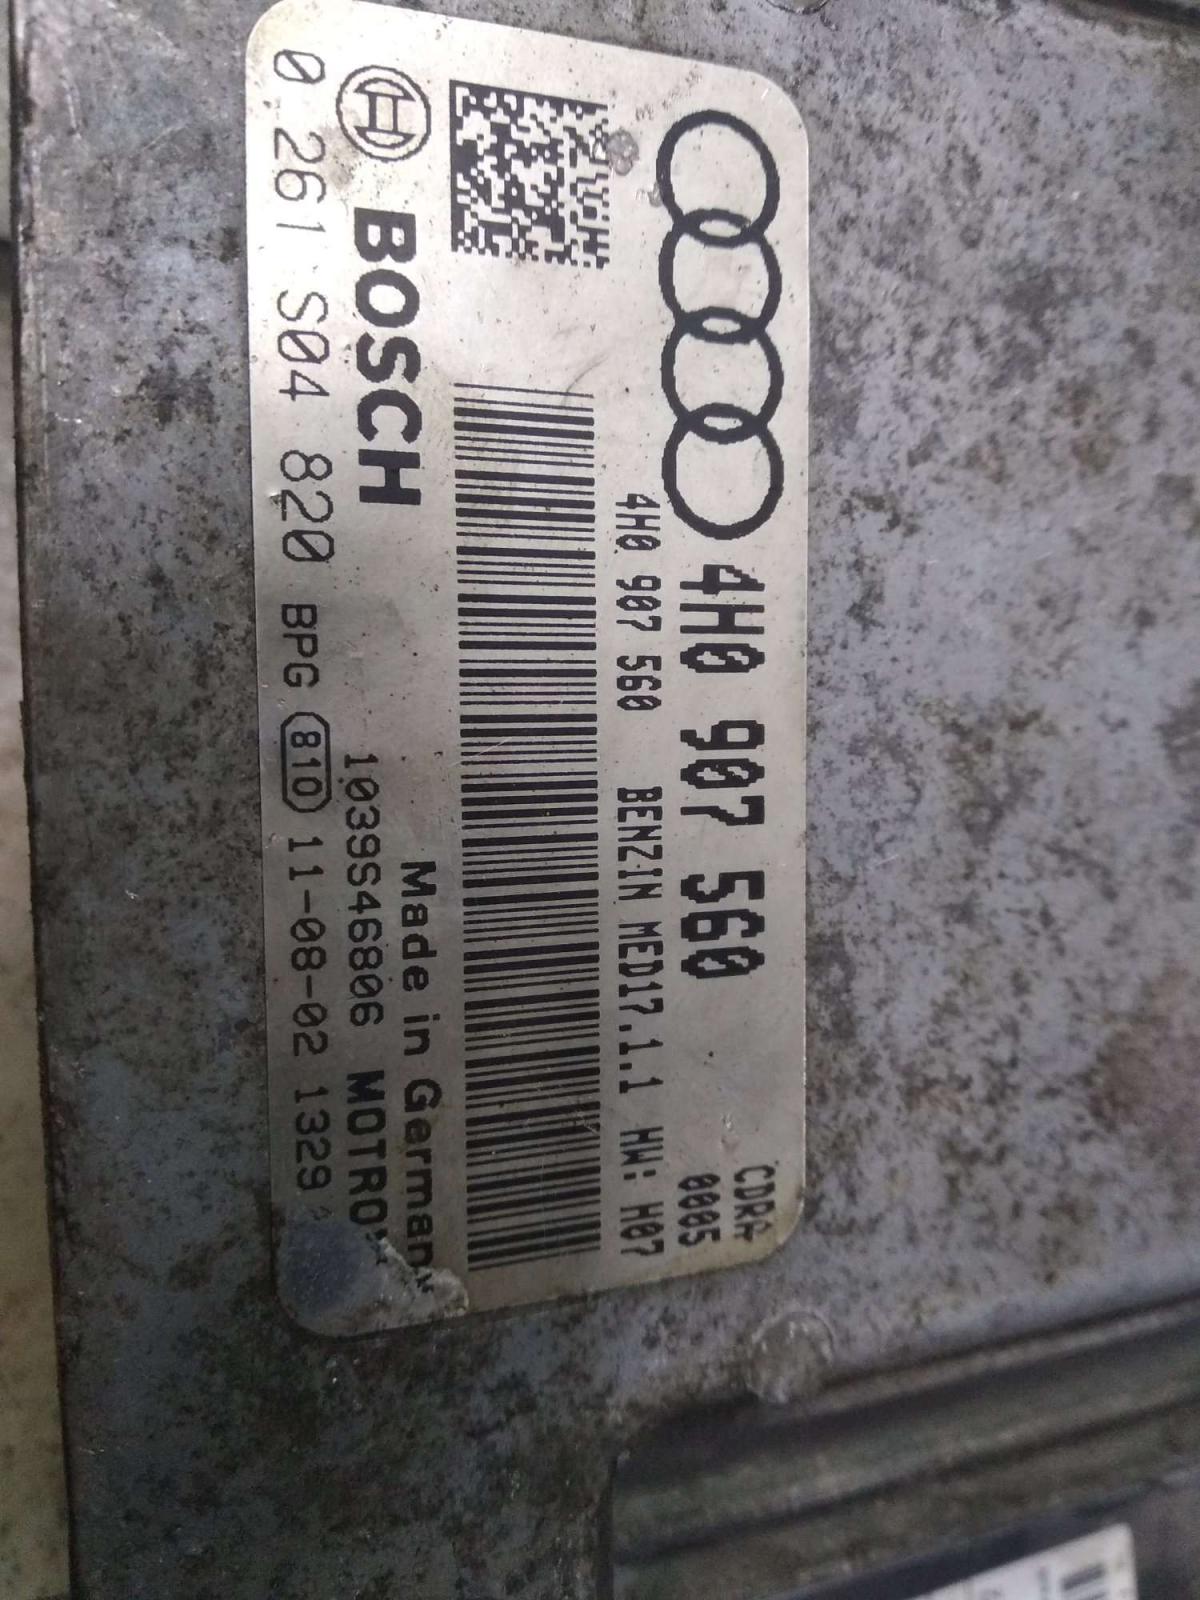 4H0 907 560
CDRA
0005
4H0 907 560 BENZIN MED17.1.1 HW: H07
BOSCH
Made in Germany
1039S46806 MOTRO
0 261 S04 820 BPG 810 11-08-02 1329